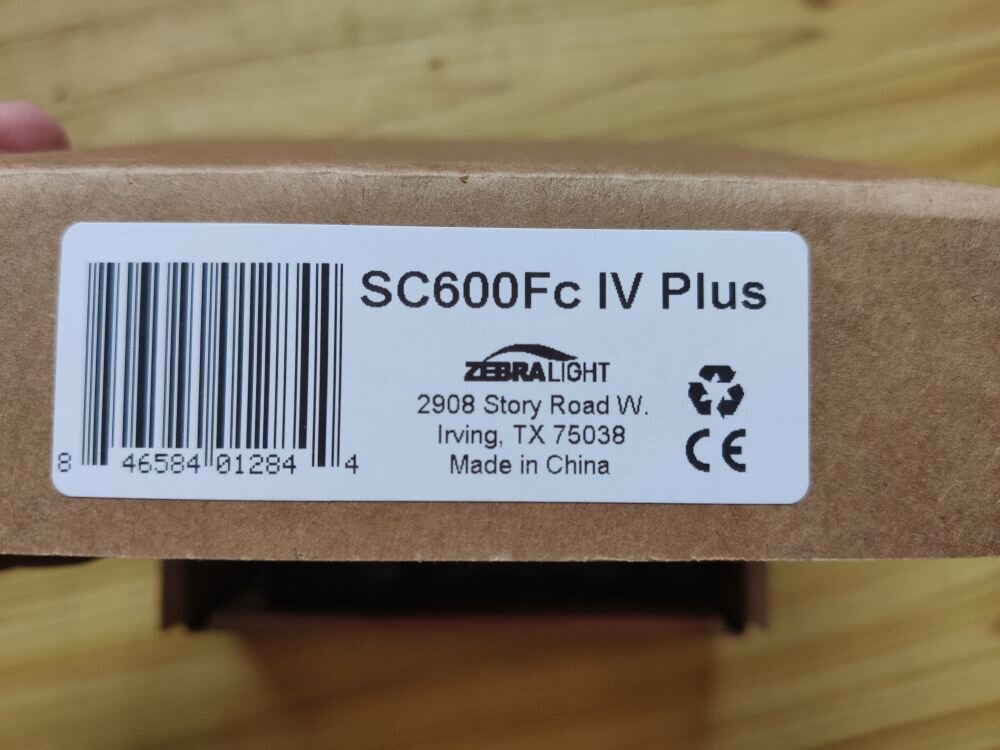 SC600Fc IV Plus
ZEBRALIGHT
2908 Story Road W.
Irving, TX 75038
Made in China
CE
8 46584 01284 4